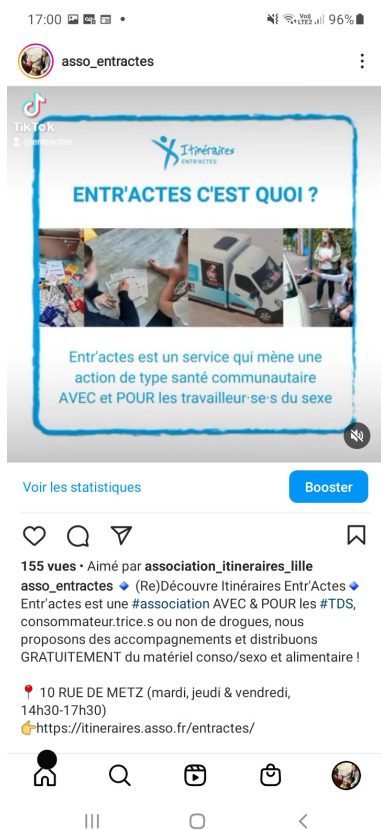 17:00
Vo))
LTE2 96%
asso_entractes
TikTok
@entractes
Itinéraires
ENTR'ACTES
ENTR'ACTES C'EST QUOI ?
Entr'actes est un service qui mène une
action de type santé communautaire
AVEC et POUR les travailleur·se·s du sexe
Voir les statistiques
Booster
155 vues • Aimé par association_itineraires_lille
asso_entractes 🔹 (Re)Découvre Itinéraires Entr'Actes🔹
Entr'actes est une #association AVEC & POUR les #TDS,
consommateur.trice.s ou non de drogues, nous
proposons des accompagnements et distribuons
GRATUITEMENT du matériel conso/sexo et alimentaire !
📍 10 RUE DE METZ (mardi, jeudi & vendredi,
14h30-17h30)
👉https://itineraires.asso.fr/entractes/